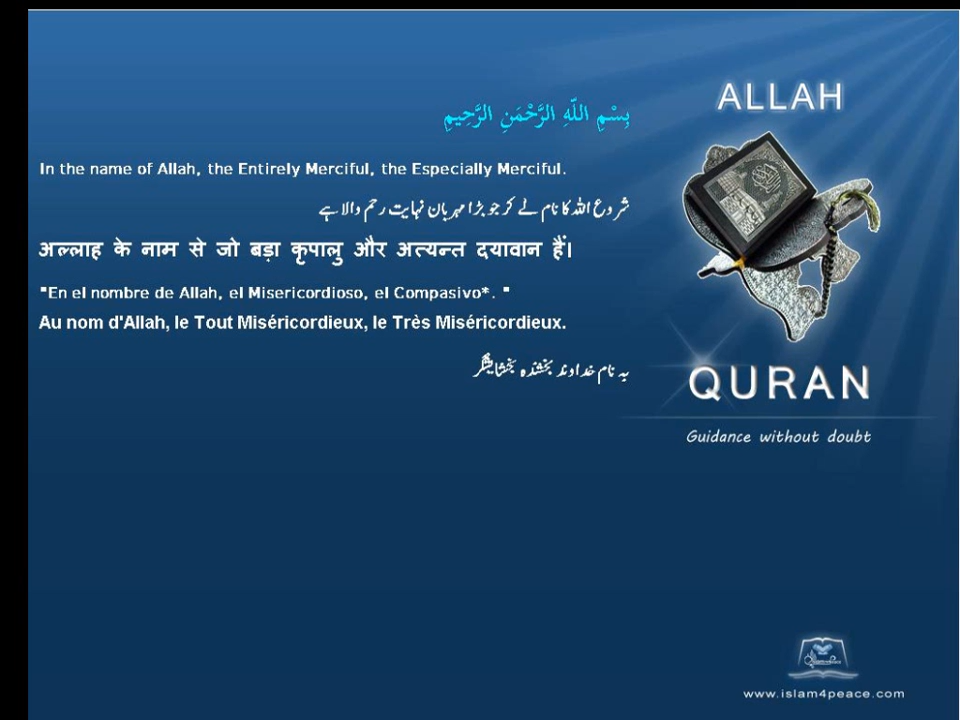 بِسْمِ اللّهِ الرَّحْمَنِ الرَّحِيمِ
In the name of Allah, the Entirely Merciful, the Especially Merciful.
شروع الله کا نام لے کر جو بڑا مہربان نہایت رحم والا ہے
अल्लाह के नाम से जो बड़ा कृपालु और अत्यन्त दयावान हैं।
"En el nombre de Allah, el Misericordioso, el Compasivo*. "
Au nom d'Allah, le Tout Miséricordieux, le Très Miséricordieux.
به نام خداوند بخشنده بخشایشگر
ALLAH
QURAN
Guidance without doubt
www.islam4peace.com